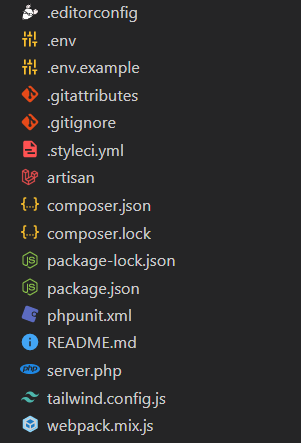 .editorconfig
.env
.env.example
.gitattributes
.gitignore
.styleci.yml
artisan
composer.json
composer.lock
package-lock.json
package.json
phpunit.xml
README.md
php server.php
tailwind.config.js
webpack.mix.js